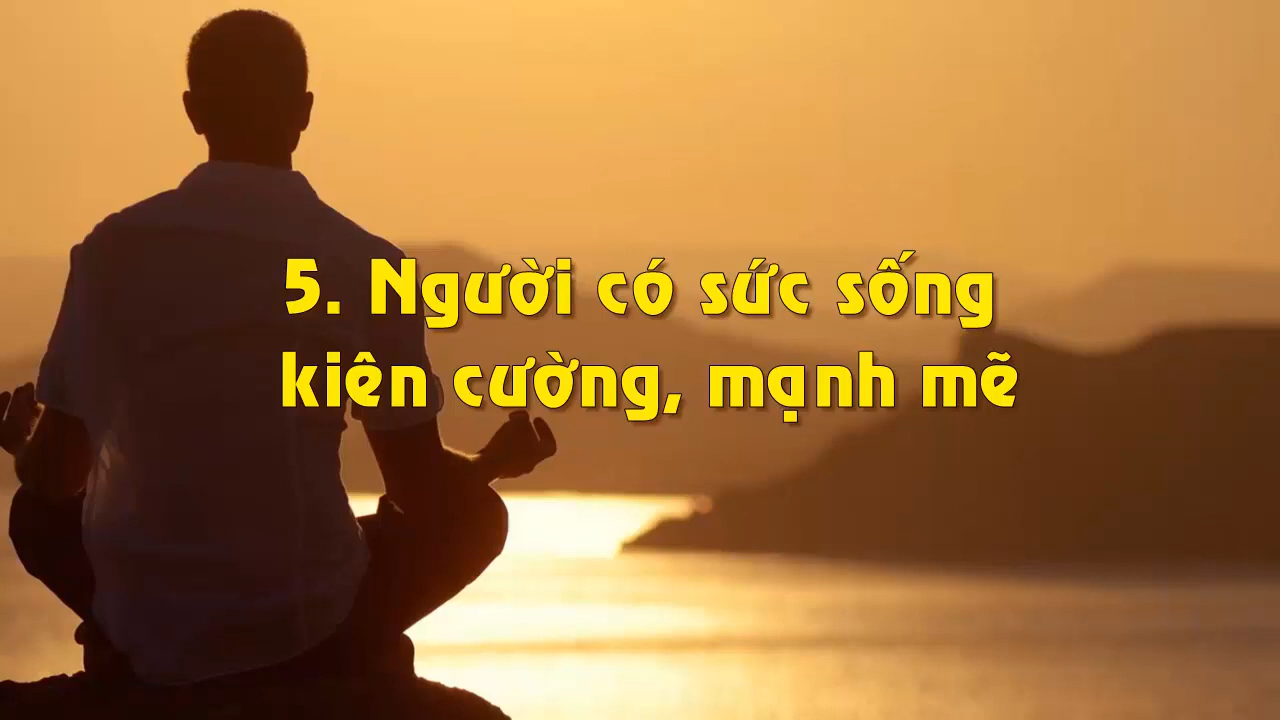 5. Người có sức sống
kiên cường, mạnh mẽ